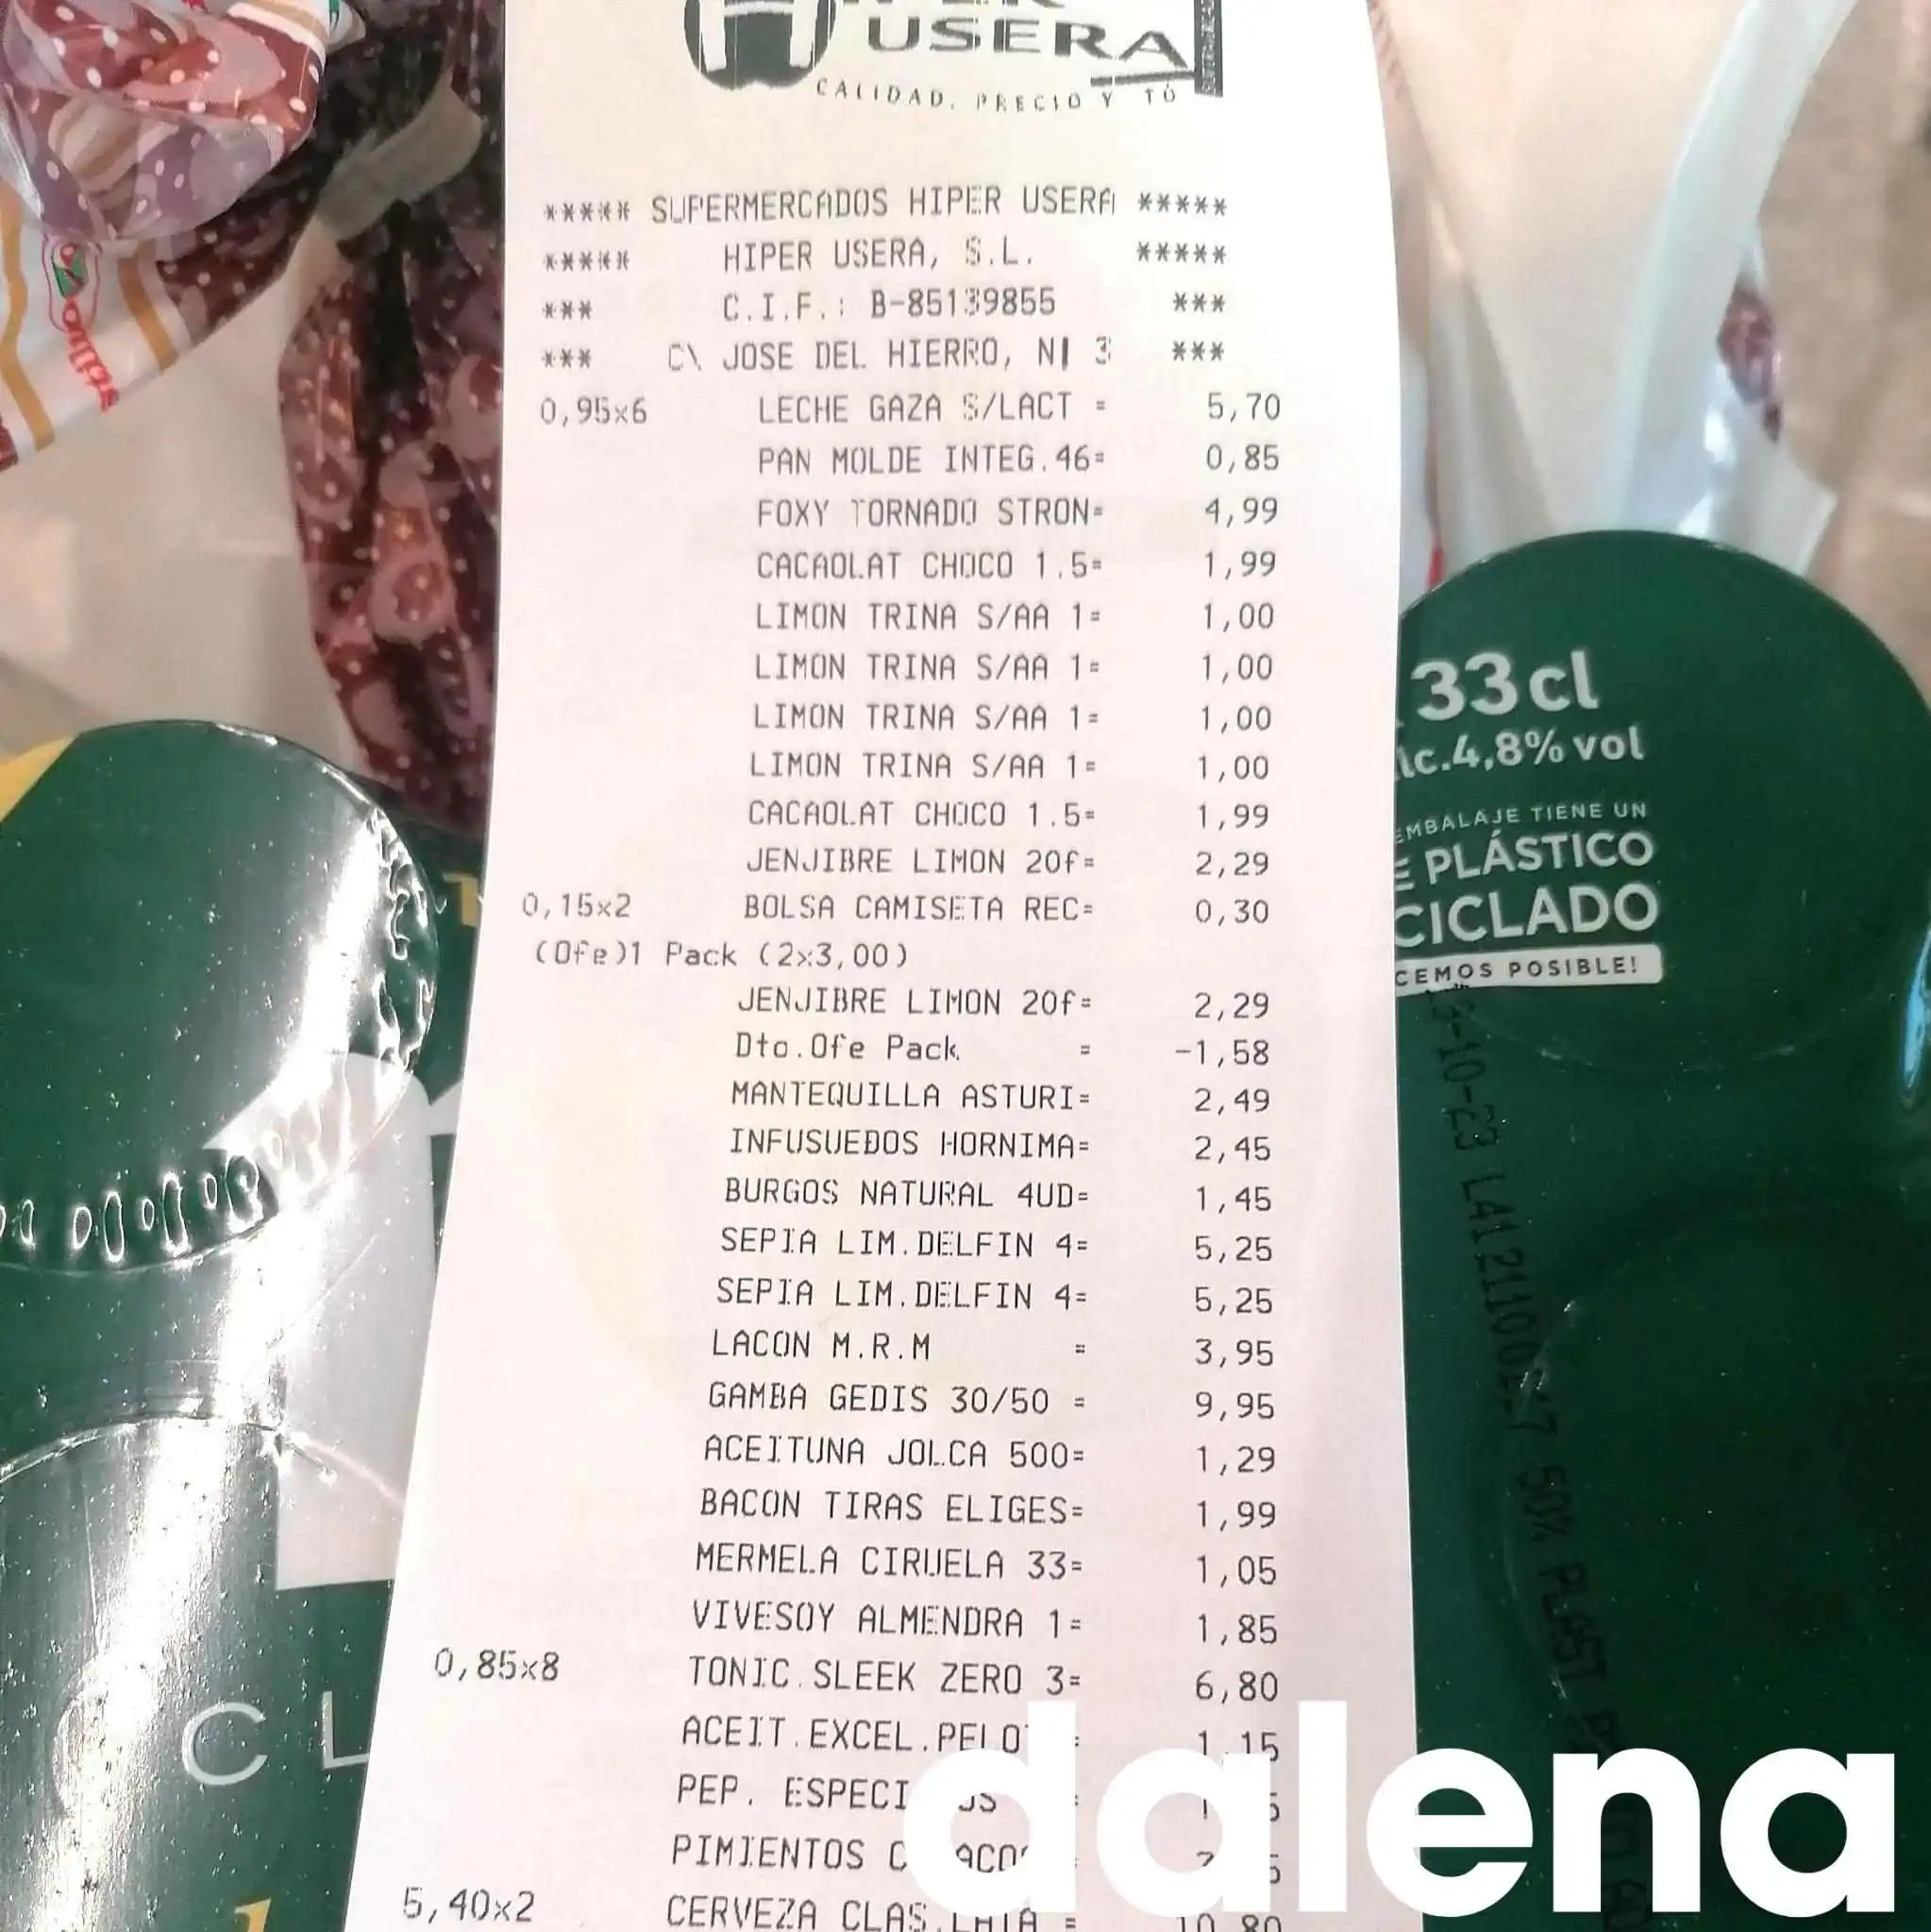 USERA
CALIDAD, PRECIO Y TÚ
***** SUPERMERCADOS HIPER USERA *****
***** HIPER USERA, S.L. *****
*** C.I.F.: B-85139855 ***
*** C\ JOSE DEL HIERRO, N| 3 ***
0,95x6 LECHE GAZA S/LACT = 5,70
PAN MOLDE INTEG.46= 0,85
FOXY TORNADO STRON= 4,99
CACAOLAT CHOCO 1.5= 1,99
LIMON TRINA S/AA 1= 1,00
LIMON TRINA S/AA 1= 1,00
LIMON TRINA S/AA 1= 1,00
LIMON TRINA S/AA 1= 1,00
CACAOLAT CHOCO 1.5= 1,99
JENJIBRE LIMON 20f= 2,29
0,15x2 BOLSA CAMISETA REC= 0,30
(Ofe)1 Pack (2x3,00)
JENJIBRE LIMON 20f= 2,29
Dto.Ofe Pack = -1,58
MANTEQUILLA ASTURI= 2,49
INFUSUEDOS HORNIMA= 2,45
BURGOS NATURAL 4UD= 1,45
SEPIA LIM.DELFIN 4= 5,25
SEPIA LIM.DELFIN 4= 5,25
LACON M.R.M = 3,95
GAMBA GEDIS 30/50 = 9,95
ACEITUNA JOLCA 500= 1,29
BACON TIRAS ELIGES= 1,99
MERMELA CIRUELA 33= 1,05
VIVESOY ALMENDRA 1= 1,85
0,85x8 TONIC.SLEEK ZERO 3= 6,80
ACEIT.EXCEL. 1,15
PEP.
PIMIENTOS
5,40x2 CERVEZA CLAS.LATA = 10,80
33cl
4,8% vol
TIENE UN
PLÁSTICO
POSIBLE!
dalena